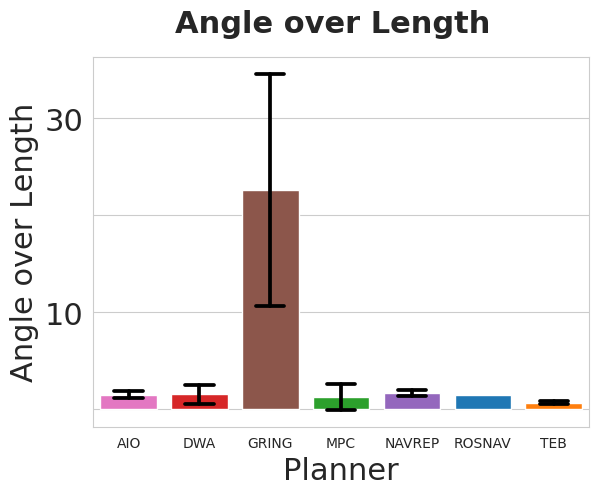 Angle over Length
Angle over Length
30
10
AIO DWA GRING MPC NAVREP ROSNAV TEB
Planner